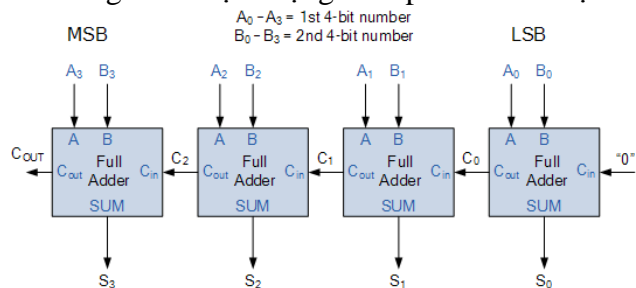 A0 – A3 = 1st 4-bit number
MSB B0 – B3 = 2nd 4-bit number LSB
A3 B3 A2 B2 A1 B1 A0 B0
A B A B A B A B
COUT C2 C1 C0 "0"
Cout Full Adder Cin Cout Full Adder Cin Cout Full Adder Cin Cout Full Adder Cin
SUM SUM SUM SUM
S3 S2 S1 S0